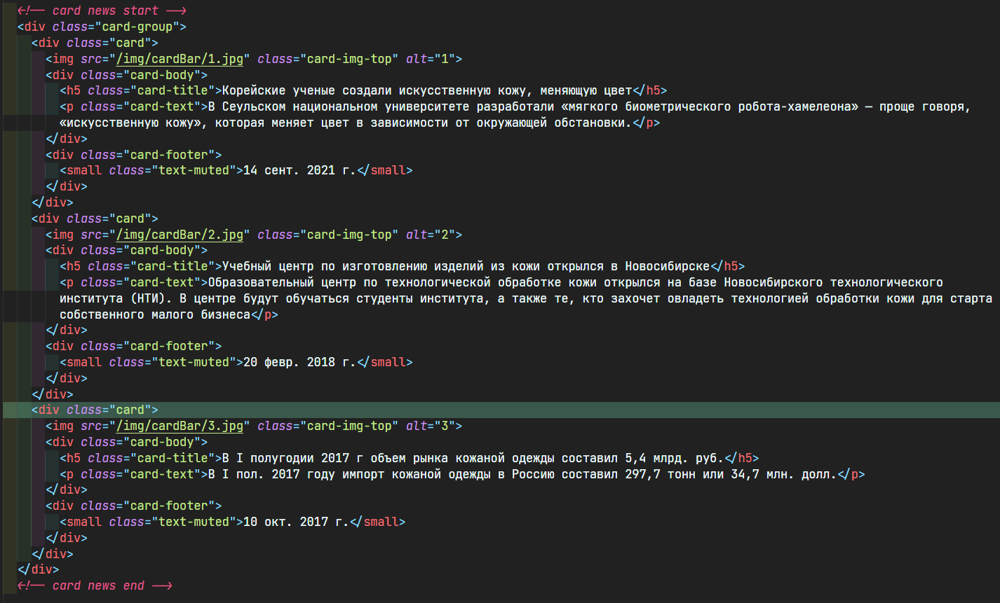 <!-- card news start -->
<div class="card-group">
<div class="card">
<img src="/img/cardBar/1.jpg" class="card-img-top" alt="1">
<div class="card-body">
<h5 class="card-title">Корейские ученые создали искусственную кожу, меняющую цвет</h5>
<p class="card-text">В Сеульском национальном университете разработали «мягкого биометрического робота-хамелеона» — проще говоря,
«искусственную кожу», которая меняет цвет в зависимости от окружающей обстановки.</p>
</div>
<div class="card-footer">
<small class="text-muted">14 сент. 2021 г.</small>
</div>
</div>
<div class="card">
<img src="/img/cardBar/2.jpg" class="card-img-top" alt="2">
<div class="card-body">
<h5 class="card-title">Учебный центр по изготовлению изделий из кожи открылся в Новосибирске</h5>
<p class="card-text">Образовательный центр по технологической обработке кожи открылся на базе Новосибирского технологического
института (НТИ). В центре будут обучаться студенты института, а также те, кто захочет овладеть технологией обработки кожи для старта
собственного малого бизнеса</p>
</div>
<div class="card-footer">
<small class="text-muted">20 февр. 2018 г.</small>
</div>
</div>
<div class="card">
<img src="/img/cardBar/3.jpg" class="card-img-top" alt="3">
<div class="card-body">
<h5 class="card-title">В I полугодии 2017 г объем рынка кожаной одежды составил 5,4 млрд. руб.</h5>
<p class="card-text">В I пол. 2017 году импорт кожаной одежды в Россию составил 297,7 тонн или 34,7 млн. долл.</p>
</div>
<div class="card-footer">
<small class="text-muted">10 окт. 2017 г.</small>
</div>
</div>
</div>
<!-- card news end -->